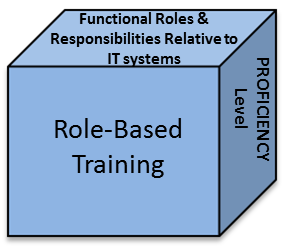 Functional Roles &
Responsibilities Relative to
IT systems
Role-Based
Training
PROFICIENCY
Level